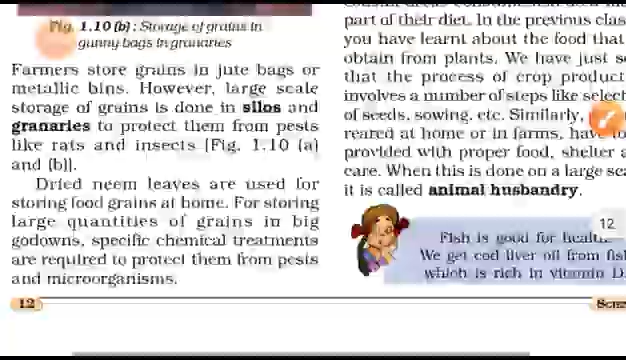 Fig. 1.10 (b) : Storage of grains in
gunny bags in granaries
Farmers store grains in jute bags or
metallic bins. However, large scale
storage of grains is done in silos and
granaries to protect them from pests
like rats and insects [Fig. 1.10 (a)
and (b)].
Dried neem leaves are used for
storing food grains at home. For storing
large quantities of grains in big
godowns, specific chemical treatments
are required to protect them from pests
and microorganisms.
12
part of their diet. In the previous clas
you have learnt about the food that
obtain from plants. We have just s
that the process of crop product
involves a number of steps like select
of seeds, sowing, etc. Similarly,
reared at home or in farms, have to
provided with proper food, shelter a
care. When this is done on a large sca
it is called animal husbandry.
12
Fish is good for health.
We get cod liver oil from fis
which is rich in vitamin D.